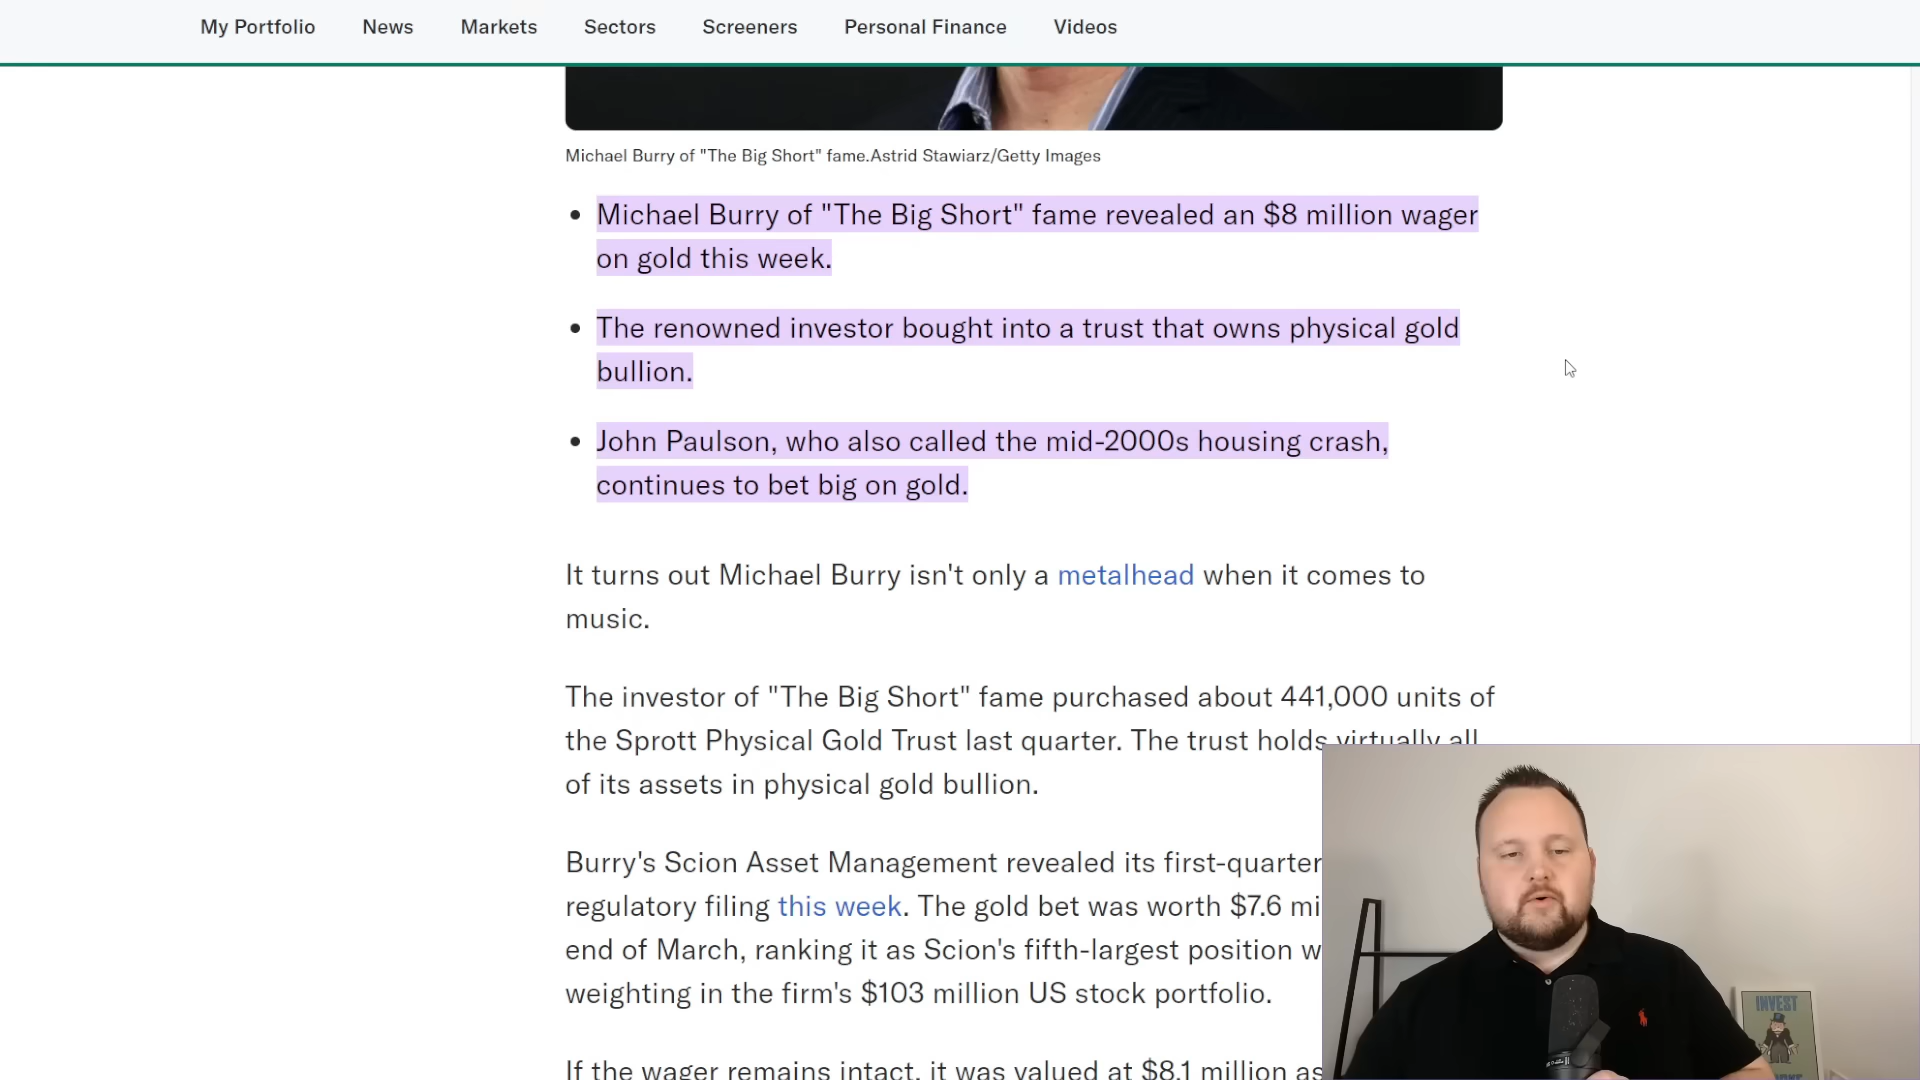 My Portfolio News Markets Sectors Screeners Personal Finance Videos
Michael Burry of "The Big Short" fame.Astrid Stawiarz/Getty Images
Michael Burry of "The Big Short" fame revealed an $8 million wager
on gold this week.
The renowned investor bought into a trust that owns physical gold
bullion.
John Paulson, who also called the mid-2000s housing crash,
continues to bet big on gold.
It turns out Michael Burry isn't only a metalhead when it comes to
music.
The investor of "The Big Short" fame purchased about 441,000 units of
the Sprott Physical Gold Trust last quarter. The trust holds virtually all
of its assets in physical gold bullion.
Burry's Scion Asset Management revealed its first-quarter
regulatory filing this week. The gold bet was worth $7.6 mi
end of March, ranking it as Scion's fifth-largest position w
weighting in the firm's $103 million US stock portfolio.
If the wager remains intact, it was valued at $8.1 million as
INVEST